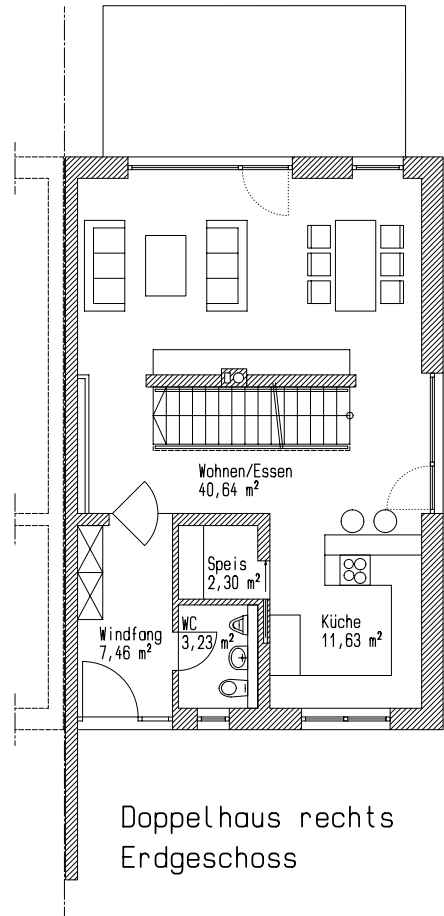 Wohnen/Essen
40,64 m²
Speis
2,30 m²
Windfang
7,46 m²
WC
3,23 m²
Küche
11,63 m²
Doppelhaus rechts
Erdgeschoss